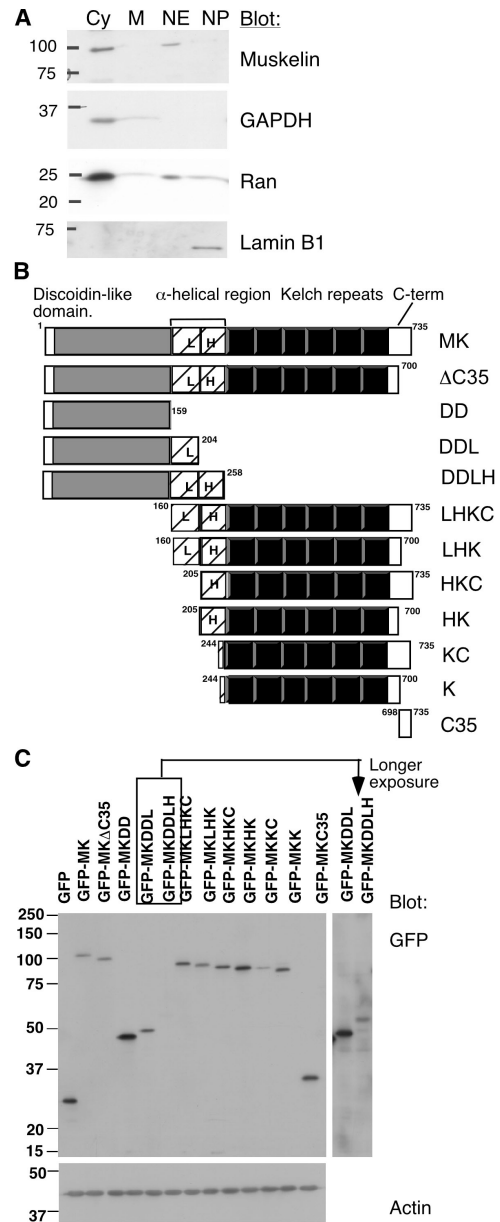 A
Cy M NE NP Blot:
100
75
Muskelin
37
GAPDH
25
20
Ran
75
Lamin B1
B
Discoidin-like domain.
α-helical region
Kelch repeats
C-term
1 L H 735 MK
L H 700 ΔC35
159 DD
L 204 DDL
L H 258 DDLH
160 L H 735 LHKC
160 L H 700 LHK
205 H 735 HKC
205 H 700 HK
244 735 KC
244 700 K
698 735 C35
C
Longer exposure
GFP
GFP-MK
GFP-MKΔC35
GFP-MKDD
GFP-MKDDL
GFP-MKDDLH
GFP-MKLHKC
GFP-MKLHK
GFP-MKHKC
GFP-MKHK
GFP-MKKC
GFP-MKK
GFP-MKC35
GFP-MKDDL
GFP-MKDDLH
Blot:
GFP
250
150
100
75
50
37
20
15
50
37
Actin